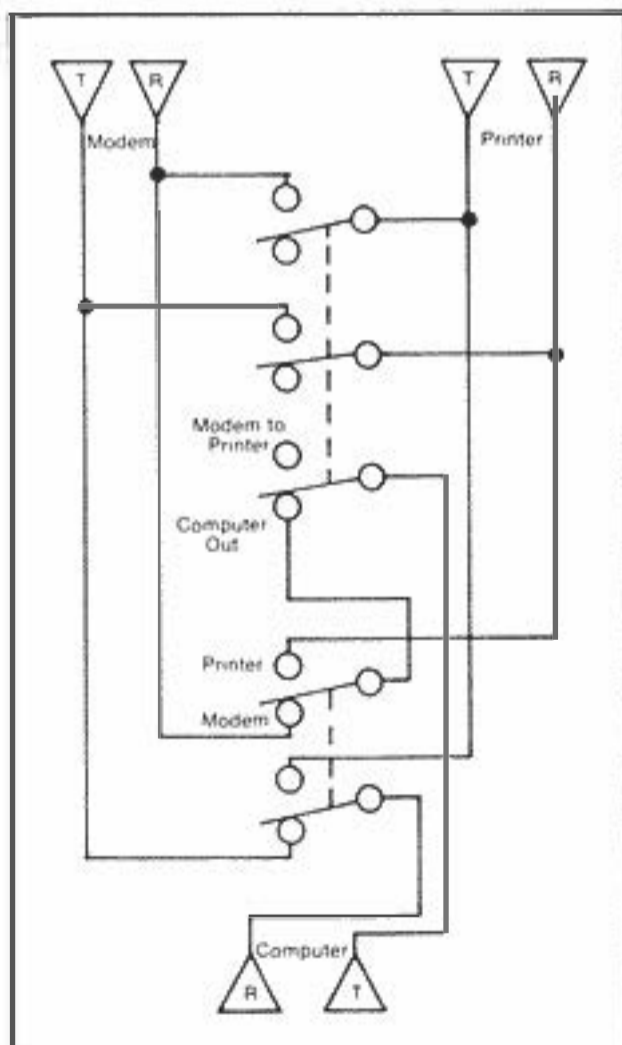 T R T R
Modem Printer
Modem to
Printer
Computer
Out
Printer
Modem
Computer
R T